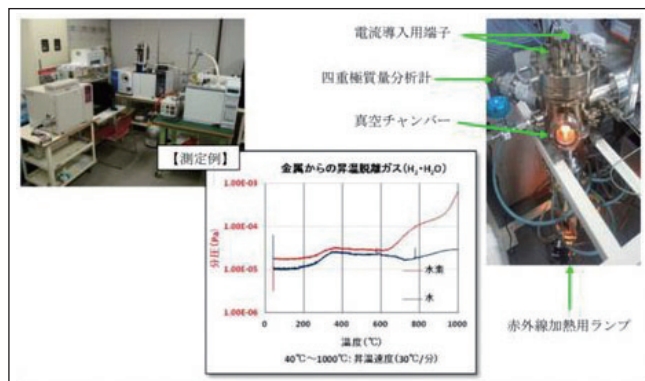 電流導入用端子
四重極質量分析計
真空チャンバー
【測定例】
金属からの昇温脱離ガス(H₂・H₂O)
1.00E-03
1.00E-04
1.00E-05
1.00E-06
分圧(Pa)
水素
水
0 200 400 600 800 1000
温度(℃)
40℃~1000℃: 昇温速度(30℃/分)
赤外線加熱用ランプ